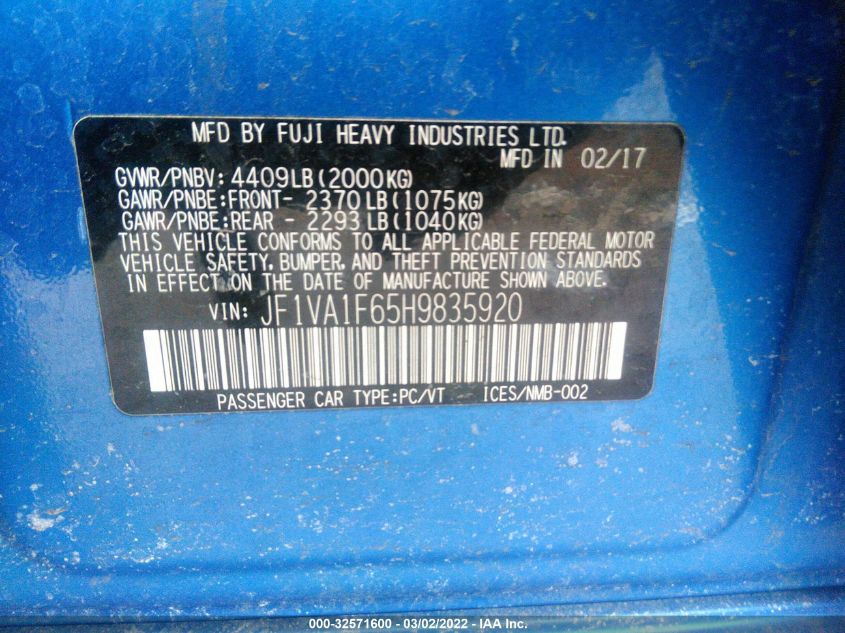 MFD BY FUJI HEAVY INDUSTRIES LTD.
MFD IN 02/17
GVWR/PNBV: 4409LB(2000KG)
GAWR/PNBE:FRONT- 2370LB(1075KG)
GAWR/PNBE:REAR - 2293LB(1040KG)
THIS VEHICLE CONFORMS TO ALL APPLICABLE FEDERAL MOTOR
VEHICLE SAFETY, BUMPER, AND THEFT PREVENTION STANDARDS
IN EFFECT ON THE DATE OF MANUFACTURE SHOWN ABOVE.
VIN: JF1VA1F65H9835920
PASSENGER CAR TYPE:PC/VT ICES/NMB-002
000-32571600 - 03/02/2022 - IAA Inc.